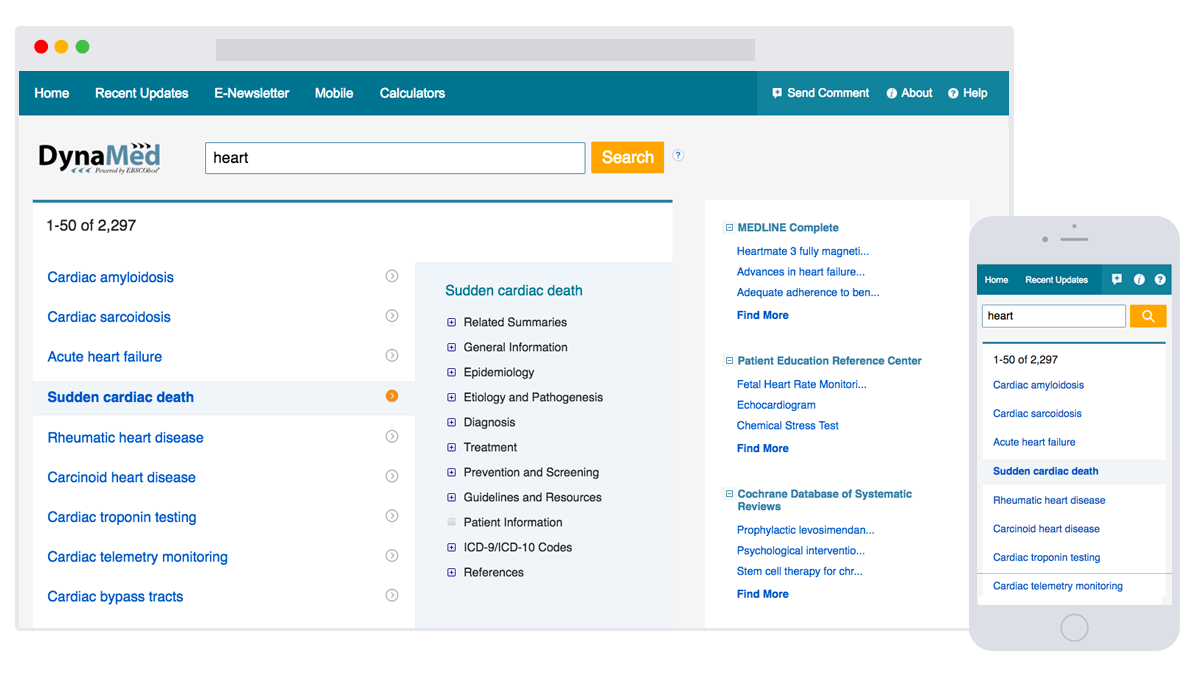 Home Recent Updates E-Newsletter Mobile Calculators Send Comment About Help
DynaMed
Powered by EBSCOhost
heart
Search
1-50 of 2,297
Cardiac amyloidosis
Cardiac sarcoidosis
Acute heart failure
Sudden cardiac death
Rheumatic heart disease
Carcinoid heart disease
Cardiac troponin testing
Cardiac telemetry monitoring
Cardiac bypass tracts
Sudden cardiac death
Related Summaries
General Information
Epidemiology
Etiology and Pathogenesis
Diagnosis
Treatment
Prevention and Screening
Guidelines and Resources
Patient Information
ICD-9/ICD-10 Codes
References
MEDLINE Complete
Heartmate 3 fully magneti...
Advances in heart failure...
Adequate adherence to ben...
Find More
Patient Education Reference Center
Fetal Heart Rate Monitori...
Echocardiogram
Chemical Stress Test
Find More
Cochrane Database of Systematic
Reviews
Prophylactic levosimendan...
Psychological interventio...
Stem cell therapy for chr...
Find More
Home Recent Updates
heart
1-50 of 2,297
Cardiac amyloidosis
Cardiac sarcoidosis
Acute heart failure
Sudden cardiac death
Rheumatic heart disease
Carcinoid heart disease
Cardiac troponin testing
Cardiac telemetry monitoring